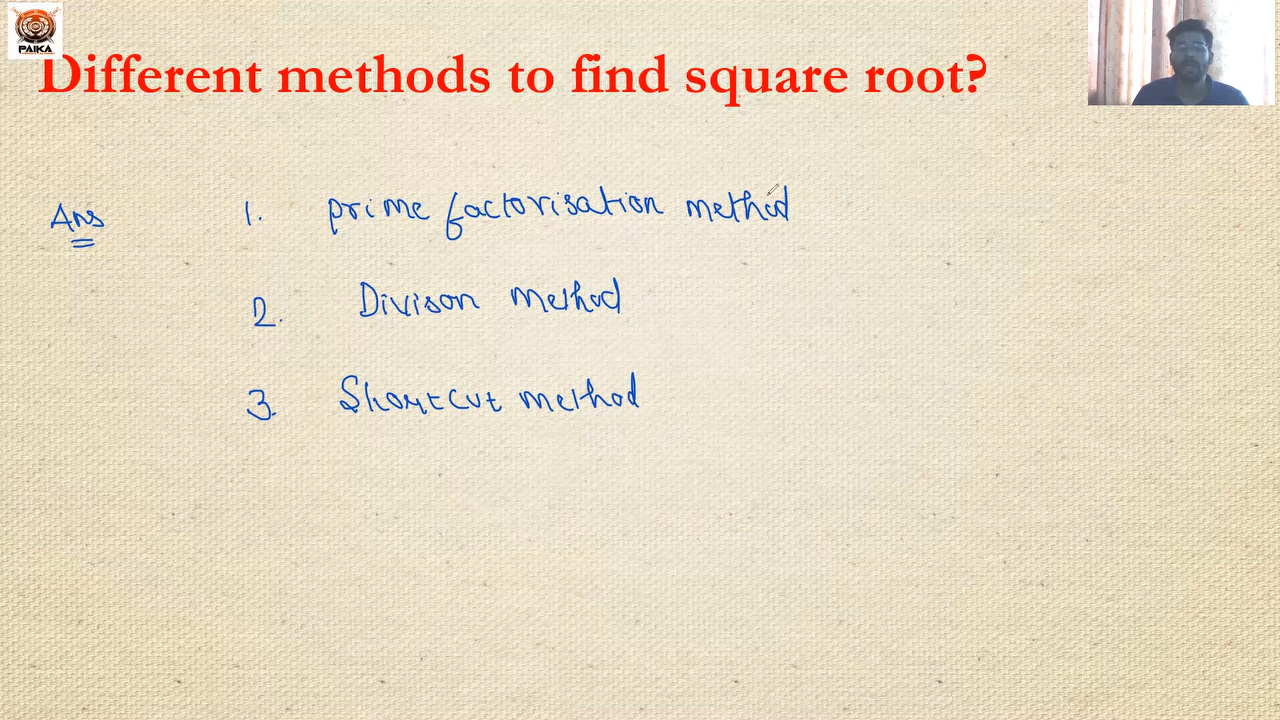 PAIKA
Different methods to find square root?
Ans
1. prime factorisation method
2. Divison method
3. Shortcut method